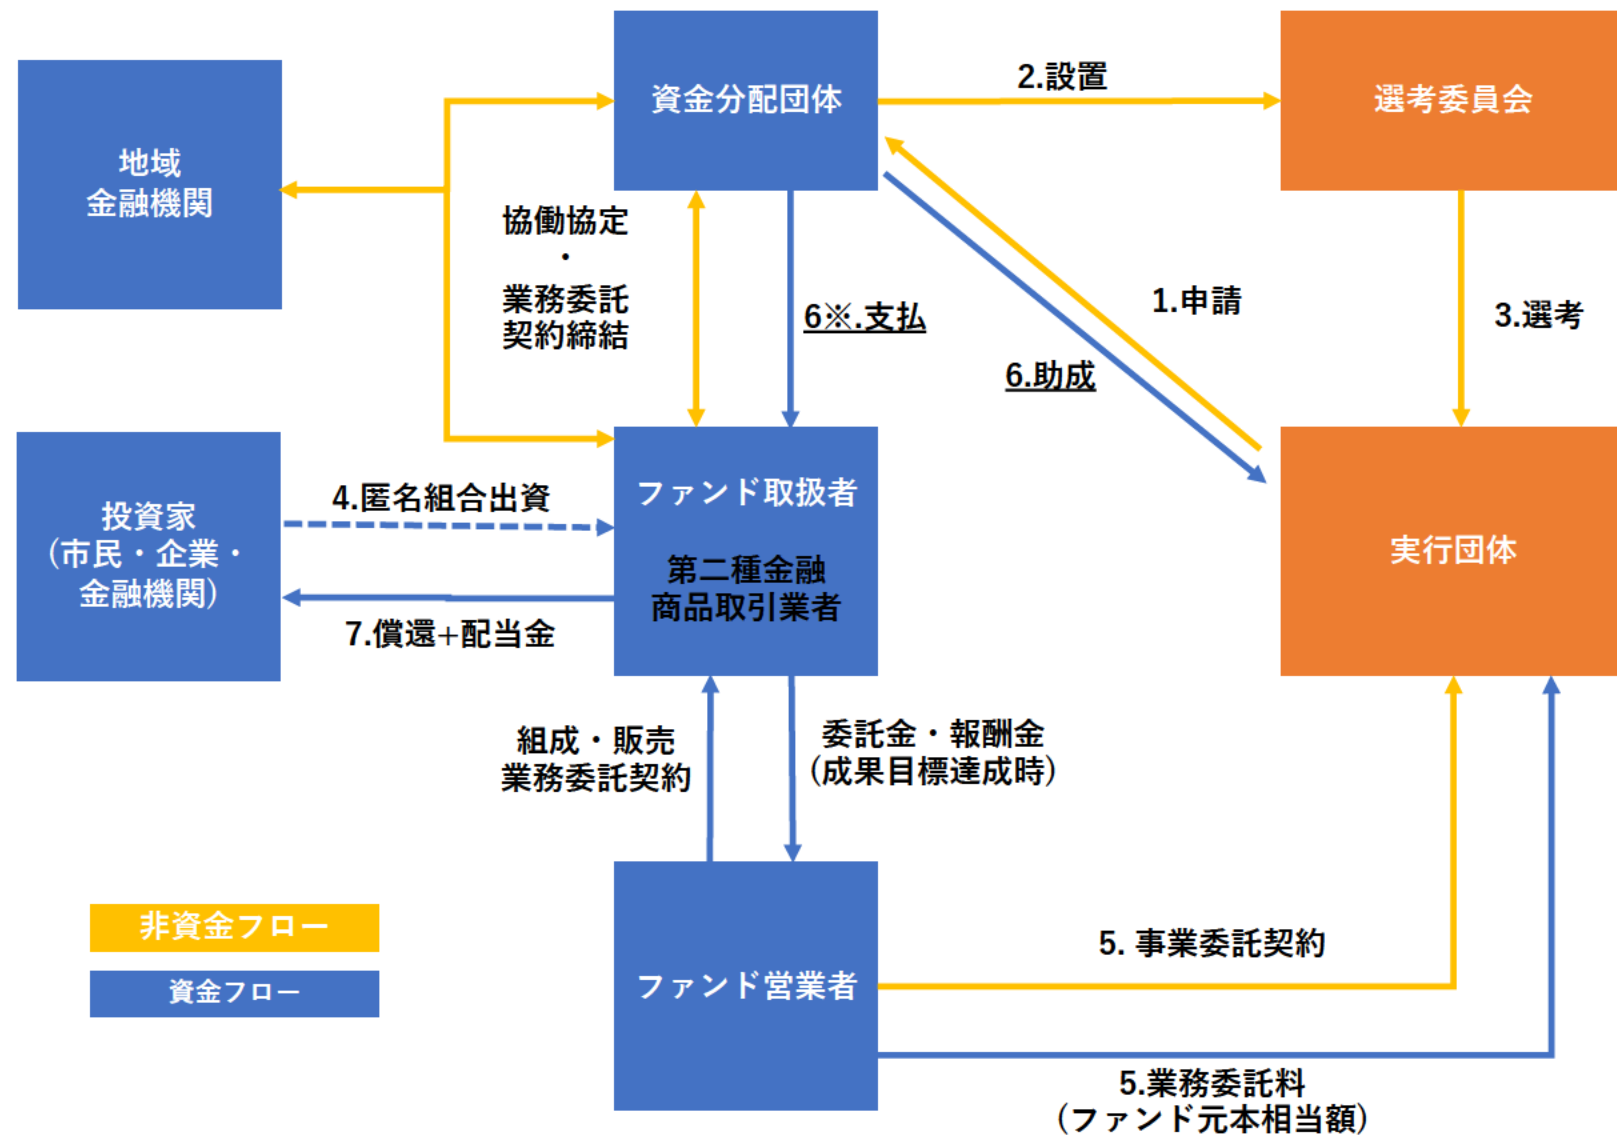 資金分配団体
2.設置
選考委員会
地域
金融機関
協働協定
・
業務委託
契約締結
6※.支払
1.申請
6.助成
3.選考
投資家
(市民・企業・
金融機関)
4.匿名組合出資
7.償還+配当金
ファンド取扱者
第二種金融
商品取引業者
実行団体
組成・販売
業務委託契約
委託金・報酬金
(成果目標達成時)
非資金フロー
資金フロー
ファンド営業者
5. 事業委託契約
5.業務委託料
(ファンド元本相当額)